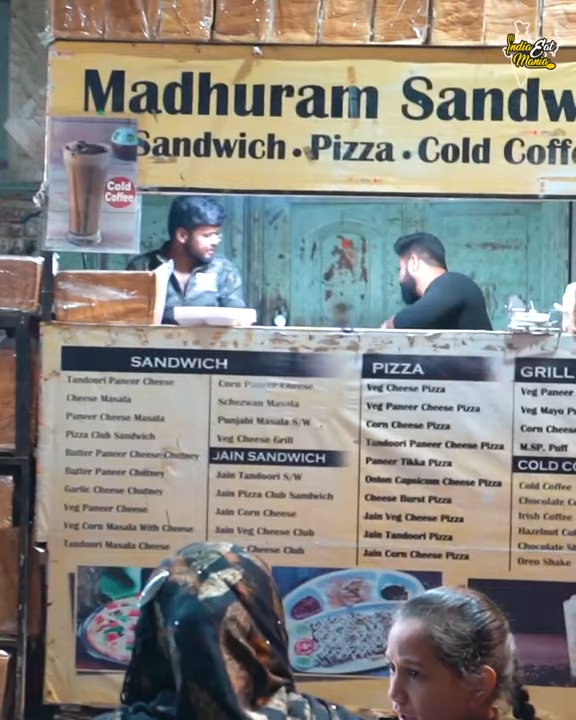 India Eat
Mania
Madhuram Sandw
Sandwich • Pizza • Cold Coffe
Cold
Coffee
SANDWICH
Tandoori Paneer Cheese
Cheese Masala
Paneer Cheese Masala
Pizza Club Sandwich
Butter Paneer Cheese Chutney
Butter Paneer Chutney
Garlic Cheese Chutney
Veg Paneer Cheese
Veg Corn Masala With Cheese
Tandoori Masala Cheese
Corn Paneer Cheese
Schezwan Masala
Punjabi Masala S/W
Veg Cheese Grill
JAIN SANDWICH
Jain Tandoori S/W
Jain Pizza Club Sandwich
Jain Corn Cheese
Jain Veg Cheese Club
Cheese Club
PIZZA
Veg Cheese Pizza
Veg Paneer Cheese Pizza
Corn Cheese Pizza
Tandoori Paneer Cheese Pizza
Paneer Tikka Pizza
Onion Capsicum Cheese Pizza
Cheese Burst Pizza
Jain Veg Cheese Pizza
Jain Tandoori Pizza
Jain Corn Cheese Pizza
GRILL
Veg Paneer
Veg Mayo Pu
Corn Cheese
M.SP. Puff
COLD CO
Cold Coffee
Chocolate C
Irish Coffee
Hazelnut Co
Chocolate S
Oreo Shake